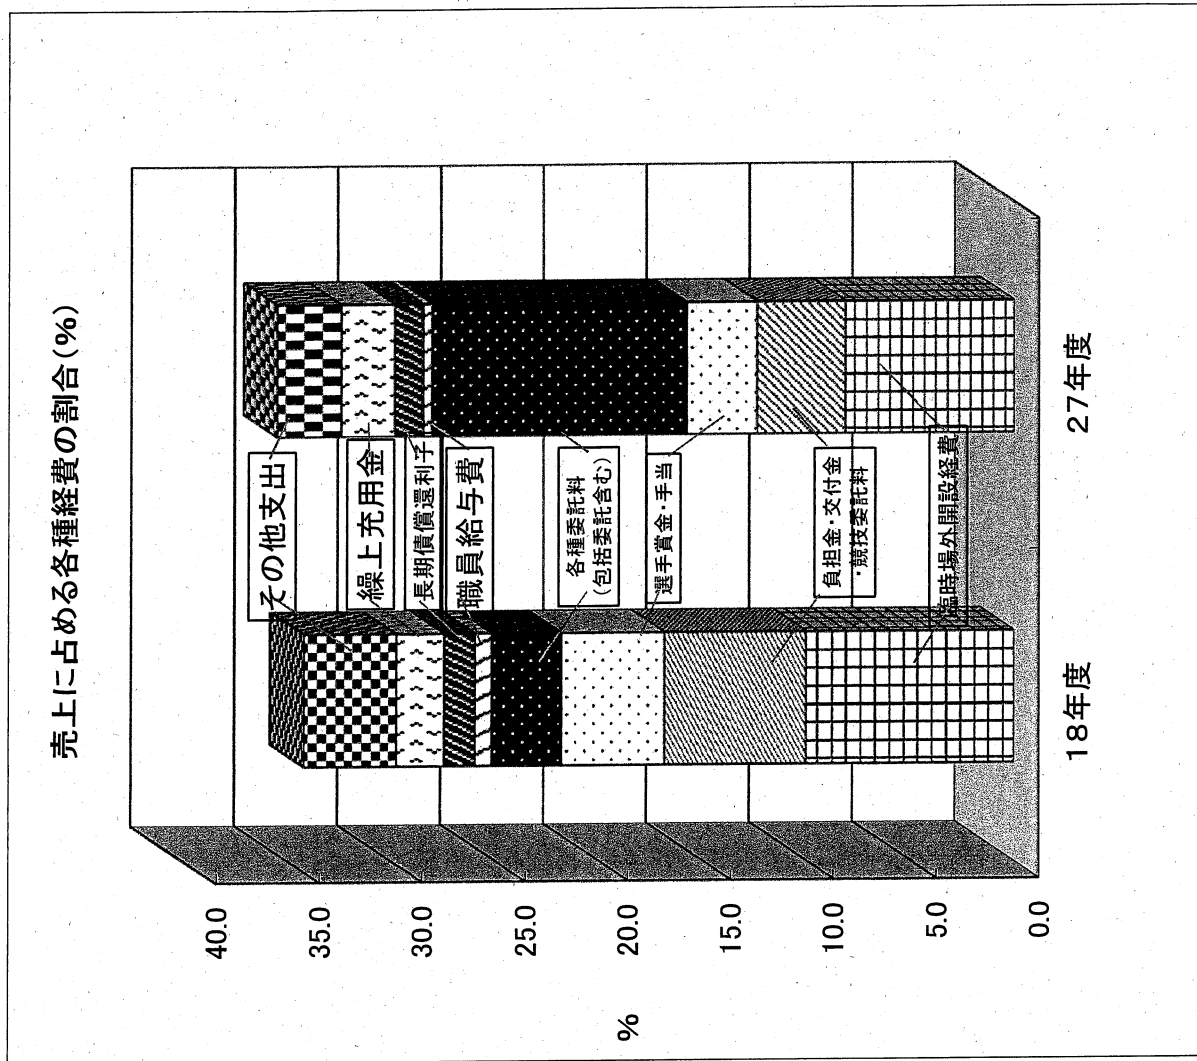 売上に占める各種経費の割合(%)
%
40.0
35.0
30.0
25.0
20.0
15.0
10.0
5.0
0.0
その他支出
繰上充用金
長期債償還利子
職員給与費
各種委託料
(包括委託含む)
選手賞金・手当
負担金・交付金
・競技委託料
臨時場外開設経費
18年度
27年度